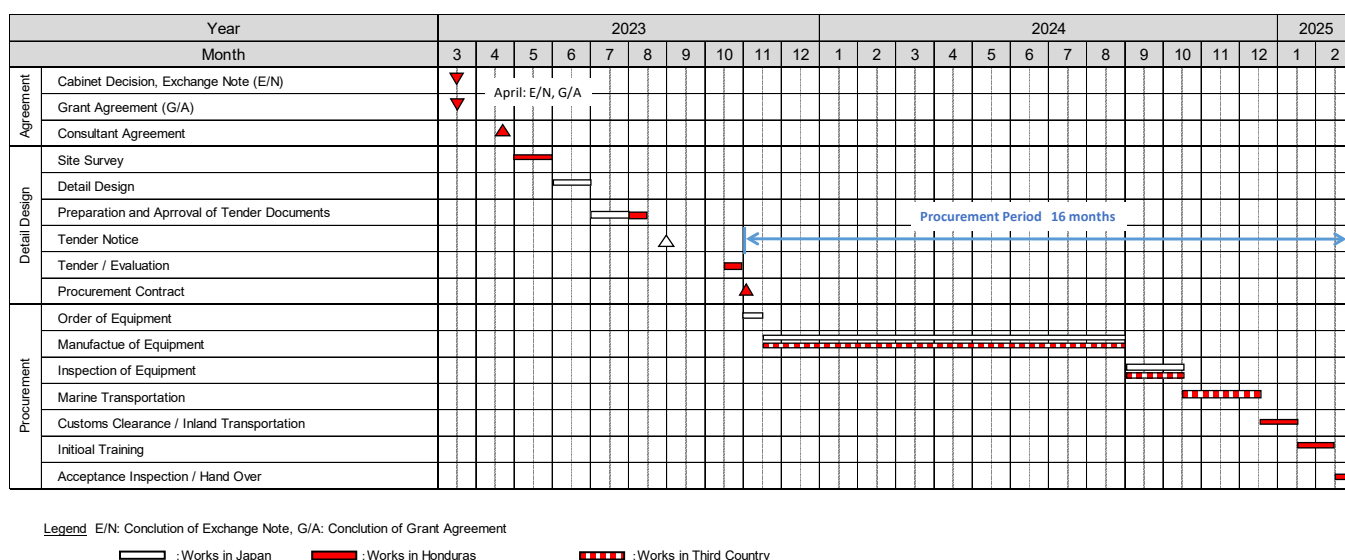 Year 2023 2024 2025
Month 3 4 5 6 7 8 9 10 11 12 1 2 3 4 5 6 7 8 9 10 11 12 1 2
Agreement
Cabinet Decision, Exchange Note (E/N)
April: E/N, G/A
Grant Agreement (G/A)
Consultant Agreement
Detail Design
Site Survey
Detail Design
Preparation and Aprroval of Tender Documents
Procurement Period 16 months
Tender Notice
Tender / Evaluation
Procurement Contract
Procurement
Order of Equipment
Manufactue of Equipment
Inspection of Equipment
Marine Transportation
Customs Clearance / Inland Transportation
Initioal Training
Acceptance Inspection / Hand Over
Legend E/N: Conclution of Exchange Note, G/A: Conclution of Grant Agreement
:Works in Japan :Works in Honduras :Works in Third Country